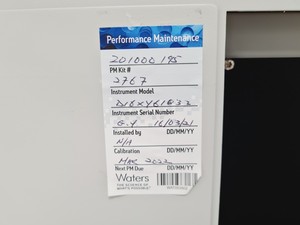 Performance Maintenance
201000195
PM Kit #
2767
Instrument Model
Instrument Serial Number
G.Y 16/03/21
Installed by DD/MM/YY
N/A
Calibration DD/MM/YY
Mar 2022
Next PM Due DD/MM/YY
Waters
THE SCIENCE OF
WHAT'S POSSIBLE.